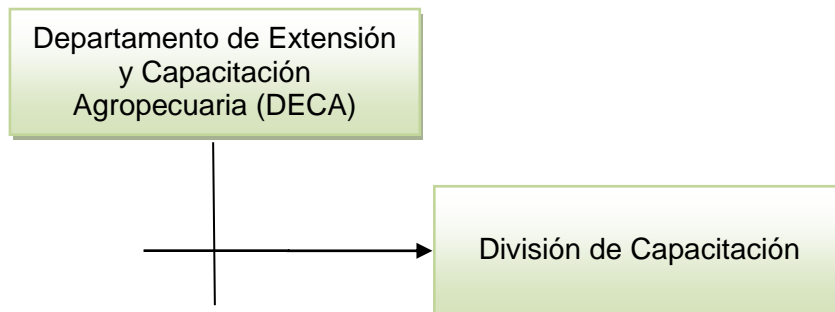 Departamento de Extensión
y Capacitación
Agropecuaria (DECA)
División de Capacitación